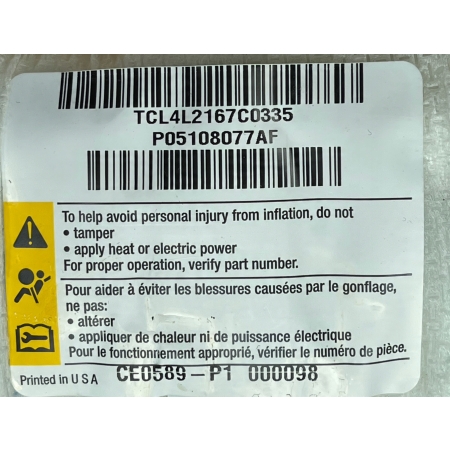 TCL4L2167C0335
P05108077AF
To help avoid personal injury from inflation, do not
• tamper
• apply heat or electric power
For proper operation, verify part number.
Pour aider à éviter les blessures causées par le gonflage,
ne pas:
• altérer
• appliquer de chaleur ni de puissance électrique
Pour le fonctionnement approprié, vérifier le numéro de pièce.
Printed in U S A
CE0589-P1 000098